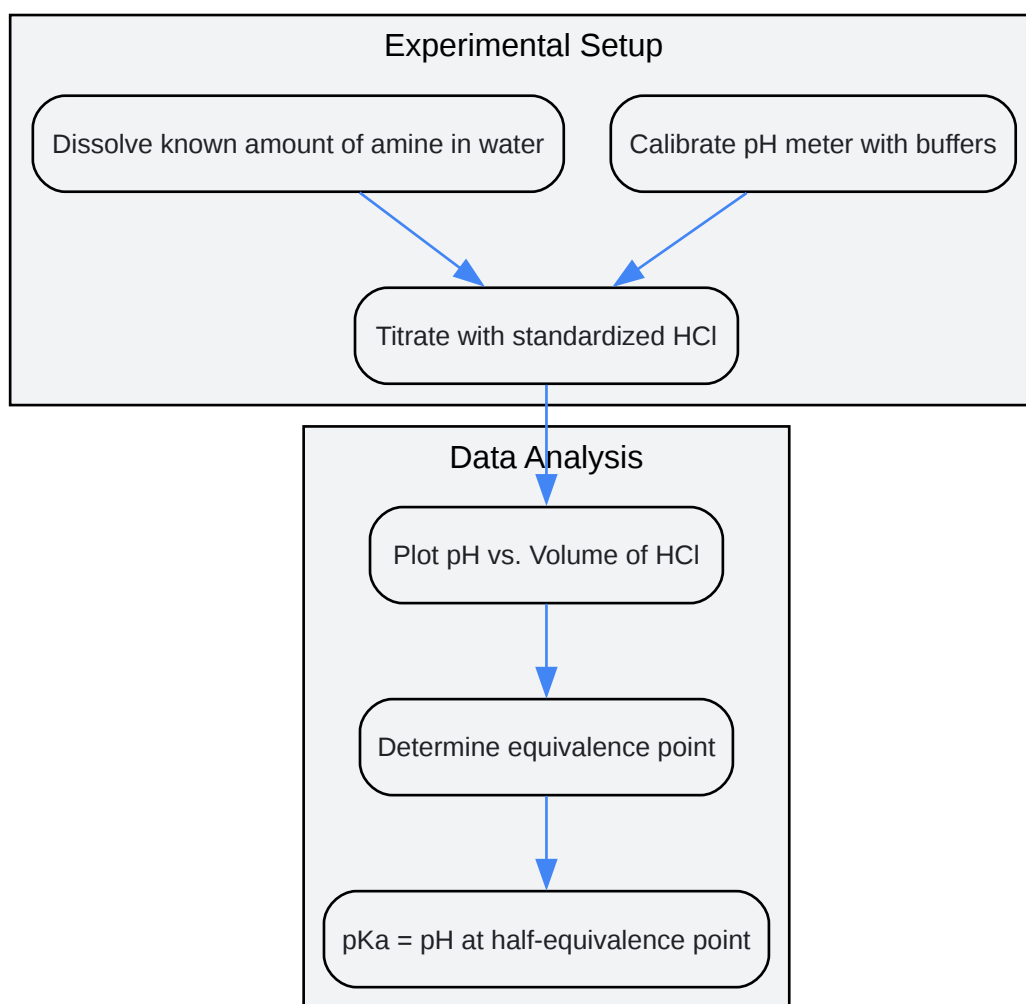 Experimental Setup
Dissolve known amount of amine in water
Calibrate pH meter with buffers
Titrate with standardized HCl
Data Analysis
Plot pH vs. Volume of HCl
Determine equivalence point
pKa = pH at half-equivalence point